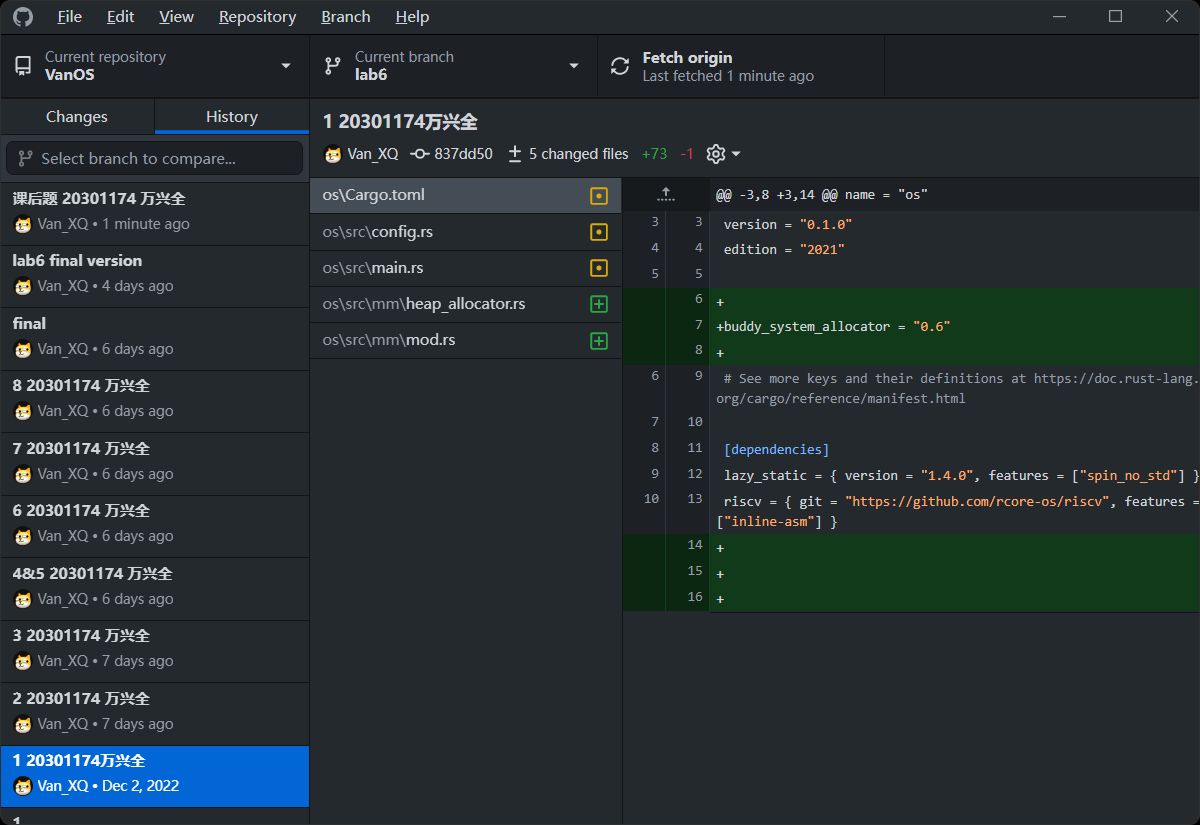 File Edit View Repository Branch Help
Current repository
VanOS
Current branch
lab6
Fetch origin
Last fetched 1 minute ago
Changes History
Select branch to compare...
课后题 20301174 万兴全
Van_XQ • 1 minute ago
lab6 final version
Van_XQ • 4 days ago
final
Van_XQ • 6 days ago
8 20301174 万兴全
Van_XQ • 6 days ago
7 20301174 万兴全
Van_XQ • 6 days ago
6 20301174 万兴全
Van_XQ • 6 days ago
4&5 20301174 万兴全
Van_XQ • 6 days ago
3 20301174 万兴全
Van_XQ • 7 days ago
2 20301174 万兴全
Van_XQ • 7 days ago
1 20301174万兴全
Van_XQ • Dec 2, 2022
1
1 20301174万兴全
Van_XQ 837dd50 5 changed files +73 -1
os\Cargo.toml
os\src\config.rs
os\src\main.rs
os\src\mm\heap_allocator.rs
os\src\mm\mod.rs
@@ -3,8 +3,14 @@ name = "os"
3 3 version = "0.1.0"
4 4 edition = "2021"
5 5
6 +
7 +buddy_system_allocator = "0.6"
8 +
6 9 # See more keys and their definitions at https://doc.rust-lang.
org/cargo/reference/manifest.html
7 10
8 11 [dependencies]
9 12 lazy_static = { version = "1.4.0", features = ["spin_no_std"] }
10 13 riscv = { git = "https://github.com/rcore-os/riscv", features =
["inline-asm"] }
14 +
15 +
16 +